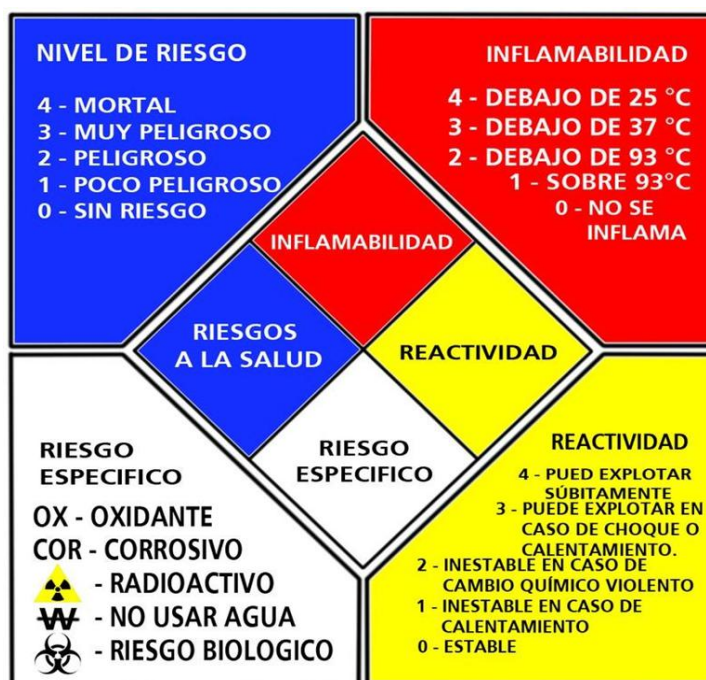 NIVEL DE RIESGO
4 - MORTAL
3 - MUY PELIGROSO
2 - PELIGROSO
1 - POCO PELIGROSO
0 - SIN RIESGO
INFLAMABILIDAD
4 - DEBAJO DE 25 °C
3 - DEBAJO DE 37 °C
2 - DEBAJO DE 93 °C
1 - SOBRE 93°C
0 - NO SE
INFLAMA
INFLAMABILIDAD
RIESGOS
A LA SALUD
REACTIVIDAD
RIESGO
ESPECIFICO
RIESGO
ESPECIFICO
OX - OXIDANTE
COR - CORROSIVO
- RADIOACTIVO
W - NO USAR AGUA
- RIESGO BIOLOGICO
REACTIVIDAD
4 - PUED EXPLOTAR
SÚBITAMENTE
3 - PUEDE EXPLOTAR EN
CASO DE CHOQUE O
CALENTAMIENTO.
2 - INESTABLE EN CASO DE
CAMBIO QUÍMICO VIOLENTO
1 - INESTABLE EN CASO DE
CALENTAMIENTO
0 - ESTABLE